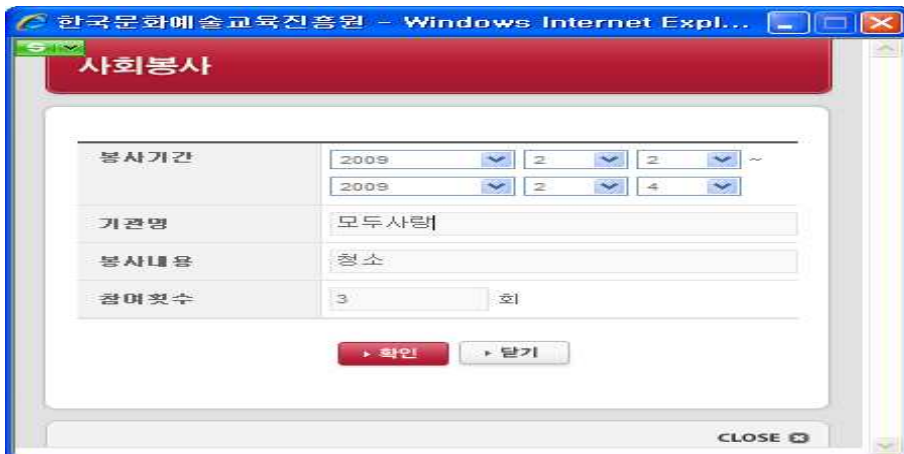 한국문화예술교육진흥원 - Windows Internet Expl...
사회봉사
봉사기간 2009 2 2 ~
2009 2 4
기관명 모두사랑
봉사내용 청소
참여횟수 3 회
확인 닫기
CLOSE